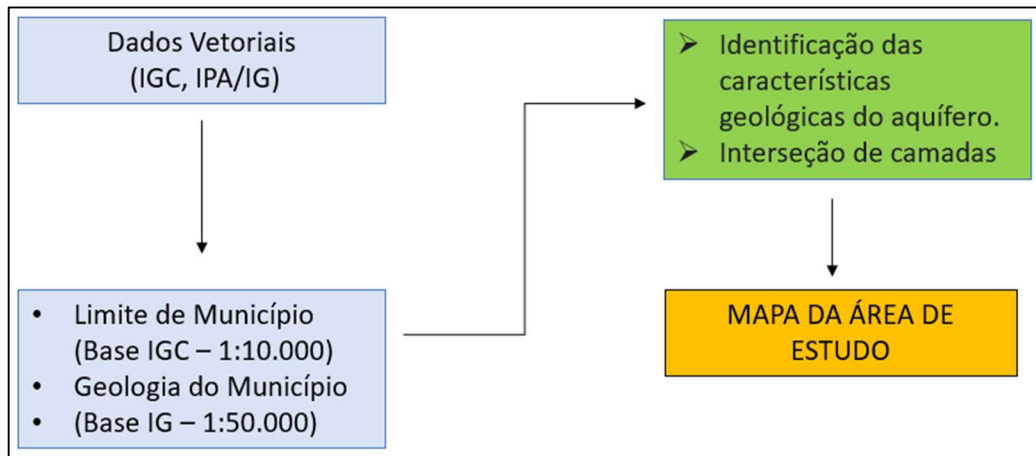 Dados Vetoriais
(IGC, IPA/IG)
• Limite de Município
(Base IGC – 1:10.000)
• Geologia do Município
• (Base IG – 1:50.000)
➢ Identificação das
características
geológicas do aquífero.
➢ Interseção de camadas
MAPA DA ÁREA DE
ESTUDO